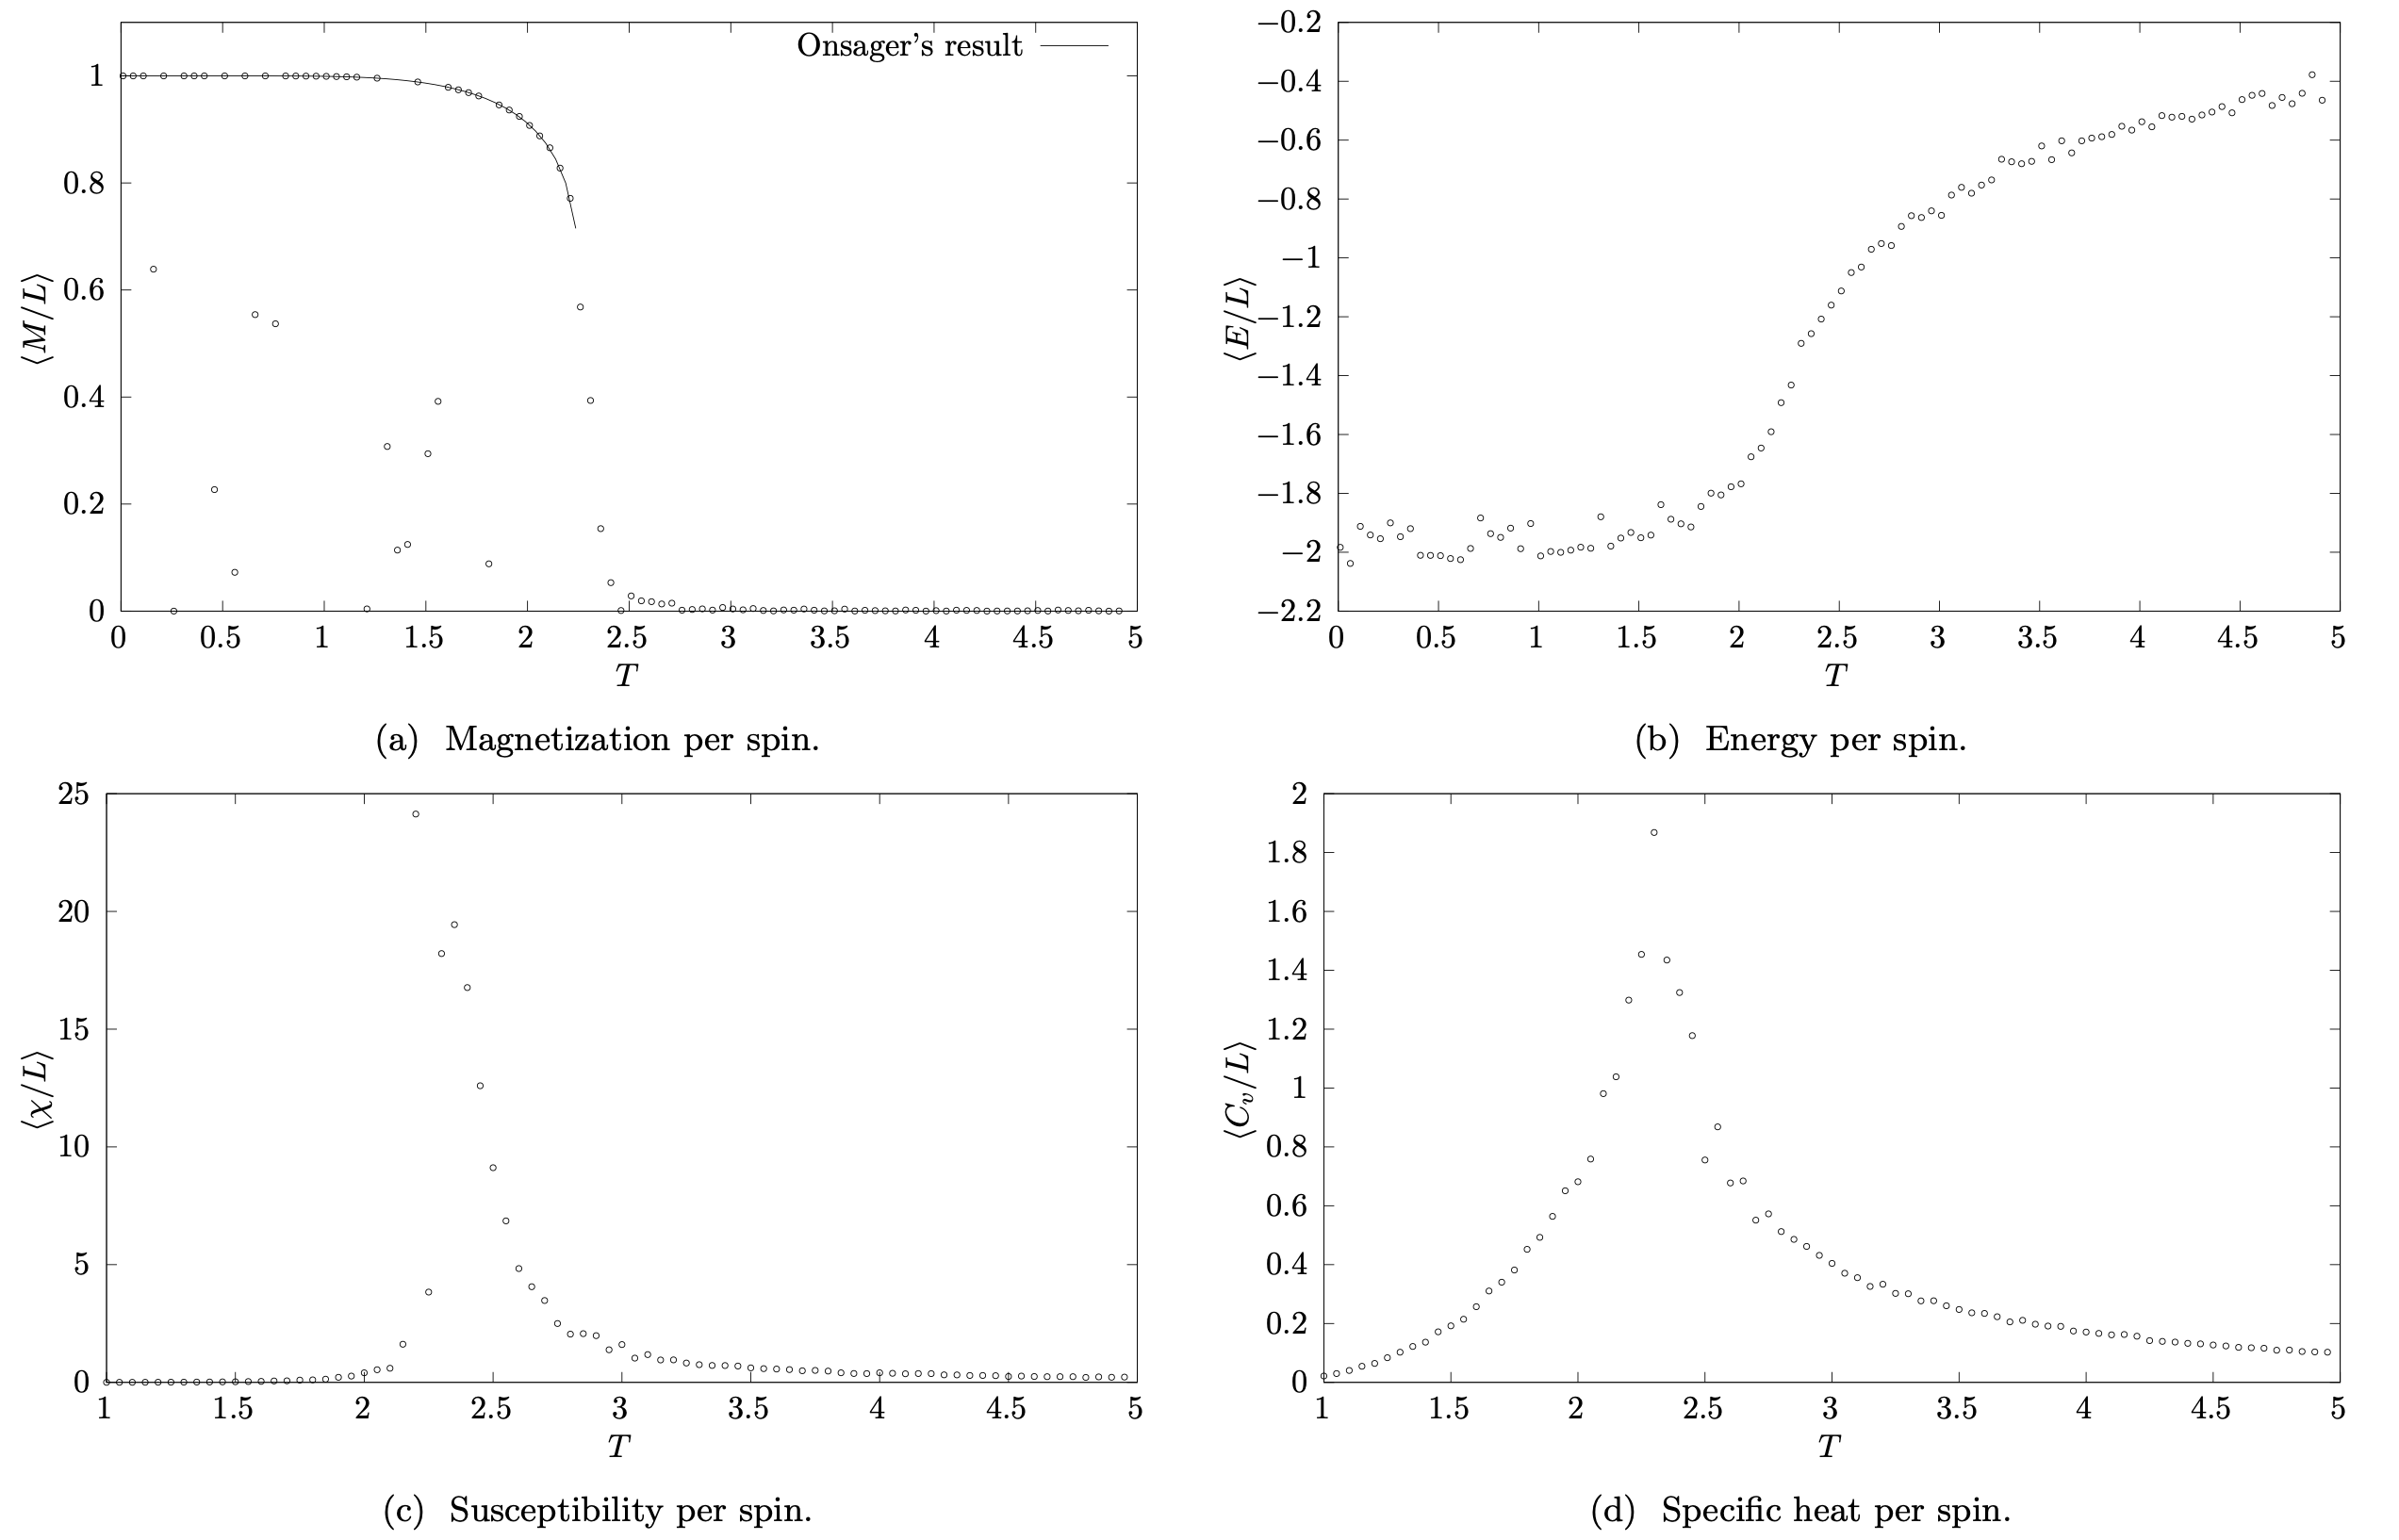 Onsager's result
1
0.8
0.6
0.4
0.2
0
⟨M/L⟩
0 0.5 1 1.5 2 2.5 3 3.5 4 4.5 5
T
(a) Magnetization per spin.
−0.2
−0.4
−0.6
−0.8
−1
−1.2
−1.4
−1.6
−1.8
−2
−2.2
⟨E/L⟩
0 0.5 1 1.5 2 2.5 3 3.5 4 4.5 5
T
(b) Energy per spin.
25
20
15
10
5
0
⟨χ/L⟩
1 1.5 2 2.5 3 3.5 4 4.5 5
T
(c) Susceptibility per spin.
2
1.8
1.6
1.4
1.2
1
0.8
0.6
0.4
0.2
0
⟨C_v/L⟩
1 1.5 2 2.5 3 3.5 4 4.5 5
T
(d) Specific heat per spin.